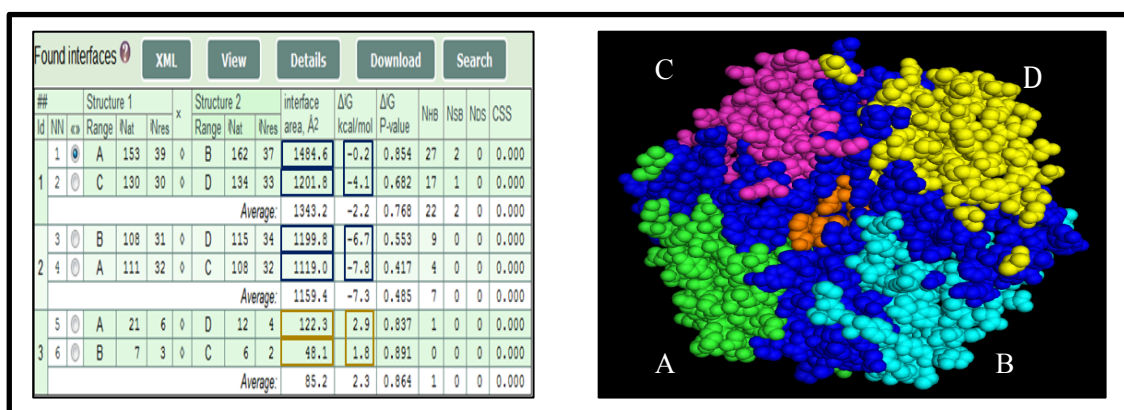 Found interfaces ? XML View Details Download Search
## Structure 1 × Structure 2 interface area, Å² ΔⁱG kcal/mol ΔⁱG P-value NHB NSB NDS CSS
Id NN «» Range ⁱNat ⁱNres Range ⁱNat ⁱNres
1 1 A 153 39 ◊ B 162 37 1484.6 -0.2 0.854 27 2 0 0.000
2 C 130 30 ◊ D 134 33 1201.8 -4.1 0.682 17 1 0 0.000
Average: 1343.2 -2.2 0.768 22 2 0 0.000
2 3 B 108 31 ◊ D 115 34 1199.8 -6.7 0.553 9 0 0 0.000
4 A 111 32 ◊ C 108 32 1119.0 -7.8 0.417 4 0 0 0.000
Average: 1159.4 -7.3 0.485 7 0 0 0.000
3 5 A 21 6 ◊ D 12 4 122.3 2.9 0.837 1 0 0 0.000
6 B 7 3 ◊ C 6 2 48.1 1.8 0.891 0 0 0 0.000
Average: 85.2 2.3 0.864 1 0 0 0.000
C D
A B